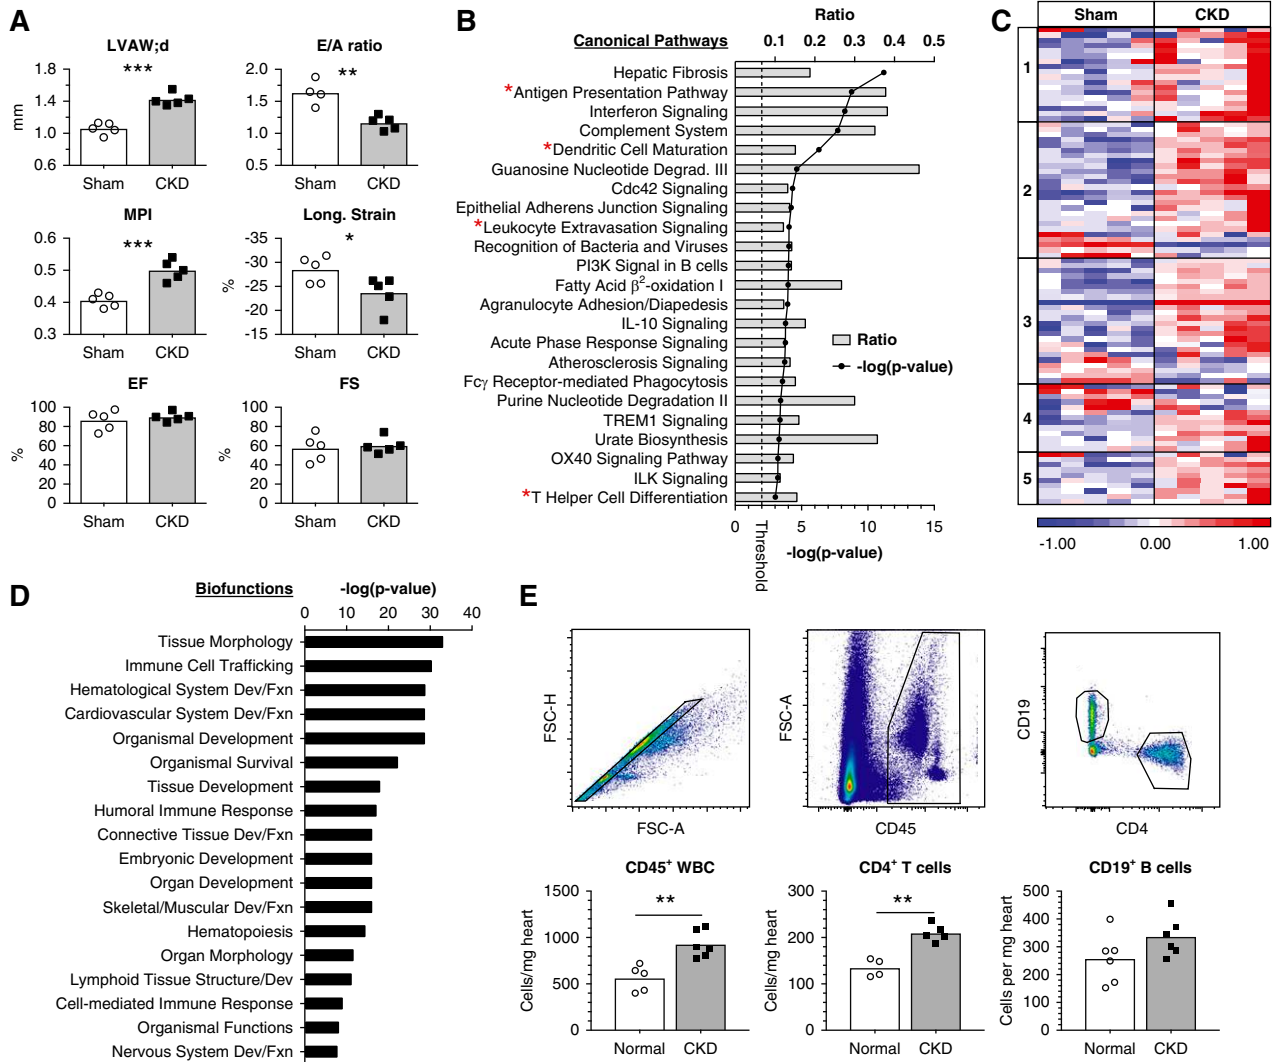 A
LVAW;d
***
mm
1.8
1.4
1.0
0.6
Sham
CKD
E/A ratio
**
2.0
1.5
1.0
0.5
Sham
CKD
MPI
***
0.6
0.5
0.4
0.3
Sham
CKD
Long. Strain
*
%
-35
-30
-25
-20
-15
Sham
CKD
EF
%
100
80
60
40
20
0
Sham
CKD
FS
%
100
80
60
40
20
0
Sham
CKD
B
Ratio
Canonical Pathways
0.1 0.2 0.3 0.4 0.5
Hepatic Fibrosis
*Antigen Presentation Pathway
Interferon Signaling
Complement System
*Dendritic Cell Maturation
Guanosine Nucleotide Degrad. III
Cdc42 Signaling
Epithelial Adherens Junction Signaling
*Leukocyte Extravasation Signaling
Recognition of Bacteria and Viruses
PI3K Signal in B cells
Fatty Acid β²-oxidation I
Agranulocyte Adhesion/Diapedesis
IL-10 Signaling
Acute Phase Response Signaling
Atherosclerosis Signaling
Fcγ Receptor-mediated Phagocytosis
Purine Nucleotide Degradation II
TREM1 Signaling
Urate Biosynthesis
OX40 Signaling Pathway
ILK Signaling
*T Helper Cell Differentiation
Ratio
-log(p-value)
0 5 10 15
Threshold
-log(p-value)
C
Sham CKD
1
2
3
4
5
-1.00 0.00 1.00
D
Biofunctions
-log(p-value)
0 10 20 30 40
Tissue Morphology
Immune Cell Trafficking
Hematological System Dev/Fxn
Cardiovascular System Dev/Fxn
Organismal Development
Organismal Survival
Tissue Development
Humoral Immune Response
Connective Tissue Dev/Fxn
Embryonic Development
Organ Development
Skeletal/Muscular Dev/Fxn
Hematopoiesis
Organ Morphology
Lymphoid Tissue Structure/Dev
Cell-mediated Immune Response
Organismal Functions
Nervous System Dev/Fxn
E
FSC-H
FSC-A
FSC-A
CD45
CD19
CD4
CD45⁺ WBC
**
Cells/mg heart
1500
1000
500
0
Normal CKD
CD4⁺ T cells
**
Cells/mg heart
300
200
100
0
Normal CKD
CD19⁺ B cells
Cells per mg heart
500
400
300
200
100
0
Normal CKD